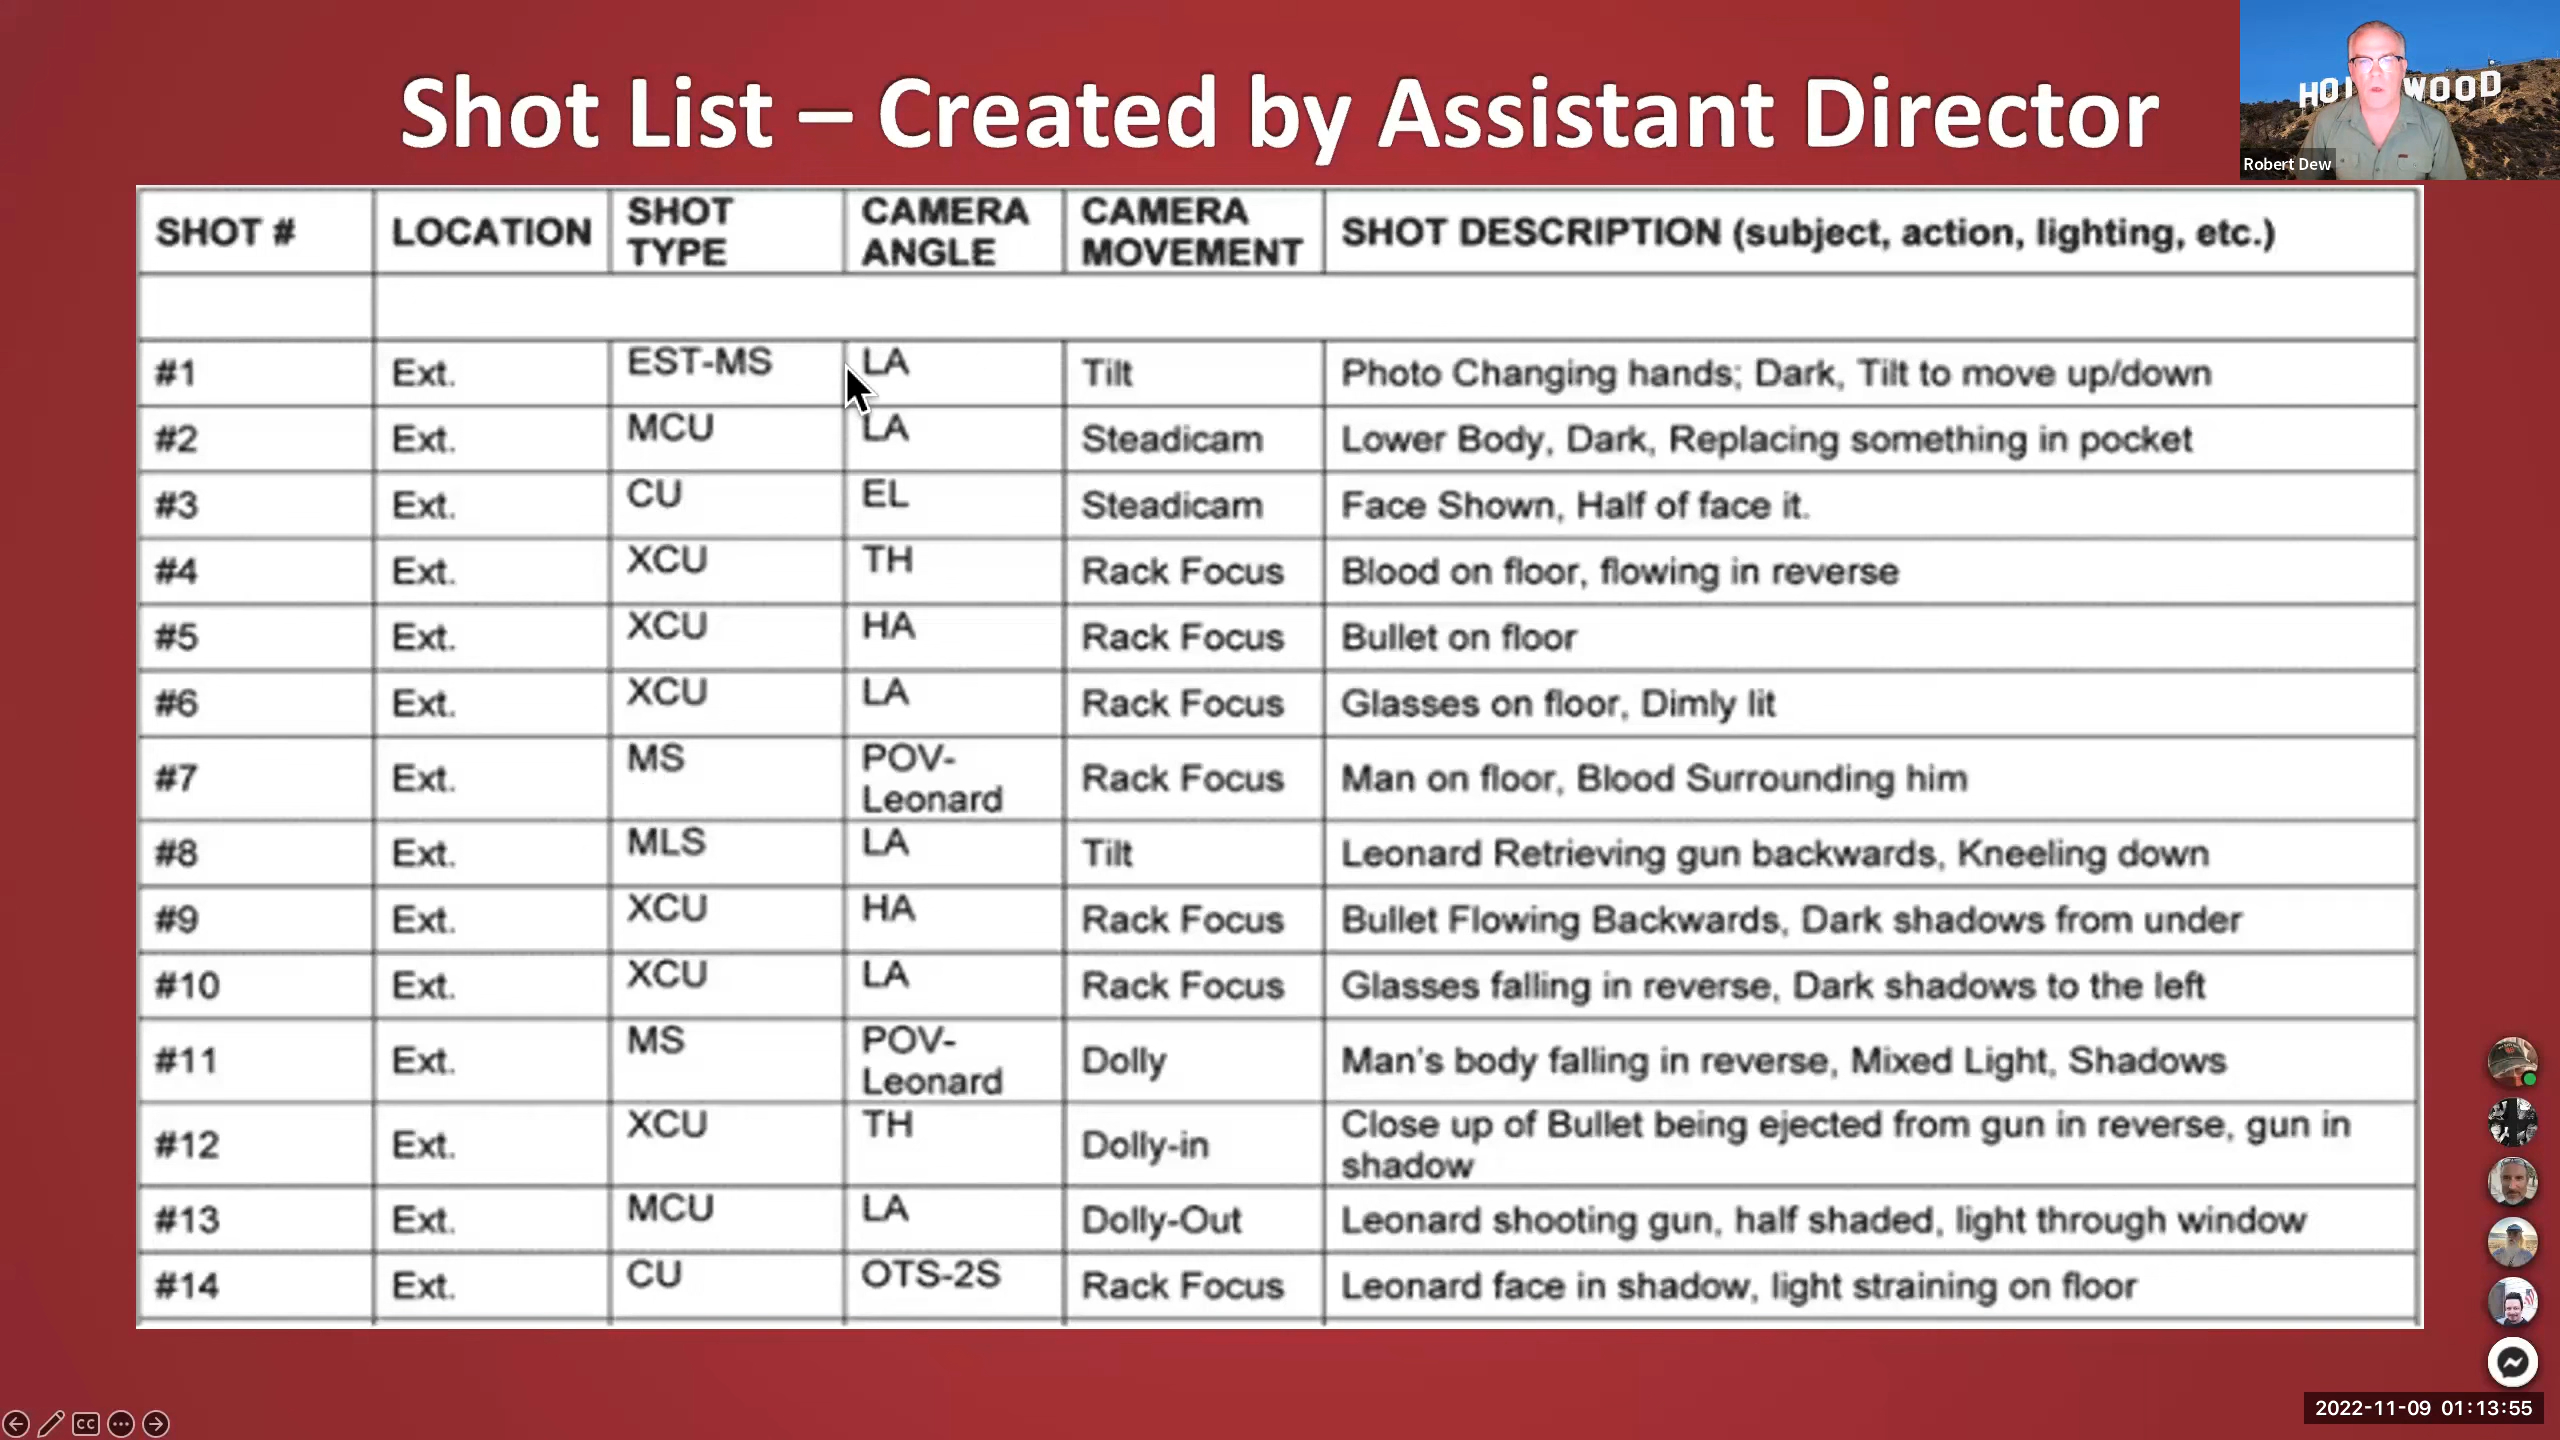 Shot List – Created by Assistant Director
HOLLYWOOD
Robert Dew
SHOT # LOCATION SHOT TYPE CAMERA ANGLE CAMERA MOVEMENT SHOT DESCRIPTION (subject, action, lighting, etc.)
#1 Ext. EST-MS LA Tilt Photo Changing hands; Dark, Tilt to move up/down
#2 Ext. MCU LA Steadicam Lower Body, Dark, Replacing something in pocket
#3 Ext. CU EL Steadicam Face Shown, Half of face it.
#4 Ext. XCU TH Rack Focus Blood on floor, flowing in reverse
#5 Ext. XCU HA Rack Focus Bullet on floor
#6 Ext. XCU LA Rack Focus Glasses on floor, Dimly lit
#7 Ext. MS POV-Leonard Rack Focus Man on floor, Blood Surrounding him
#8 Ext. MLS LA Tilt Leonard Retrieving gun backwards, Kneeling down
#9 Ext. XCU HA Rack Focus Bullet Flowing Backwards, Dark shadows from under
#10 Ext. XCU LA Rack Focus Glasses falling in reverse, Dark shadows to the left
#11 Ext. MS POV-Leonard Dolly Man's body falling in reverse, Mixed Light, Shadows
#12 Ext. XCU TH Dolly-in Close up of Bullet being ejected from gun in reverse, gun in shadow
#13 Ext. MCU LA Dolly-Out Leonard shooting gun, half shaded, light through window
#14 Ext. CU OTS-2S Rack Focus Leonard face in shadow, light straining on floor
CC
2022-11-09 01:13:55